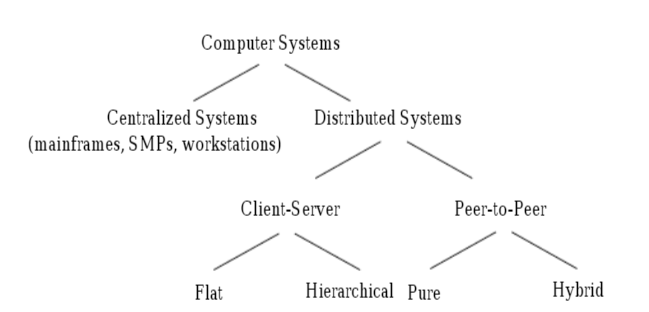 Computer Systems
Centralized Systems
Distributed Systems
(mainframes, SMPs, workstations)
Client-Server
Peer-to-Peer
Flat
Hierarchical
Pure
Hybrid